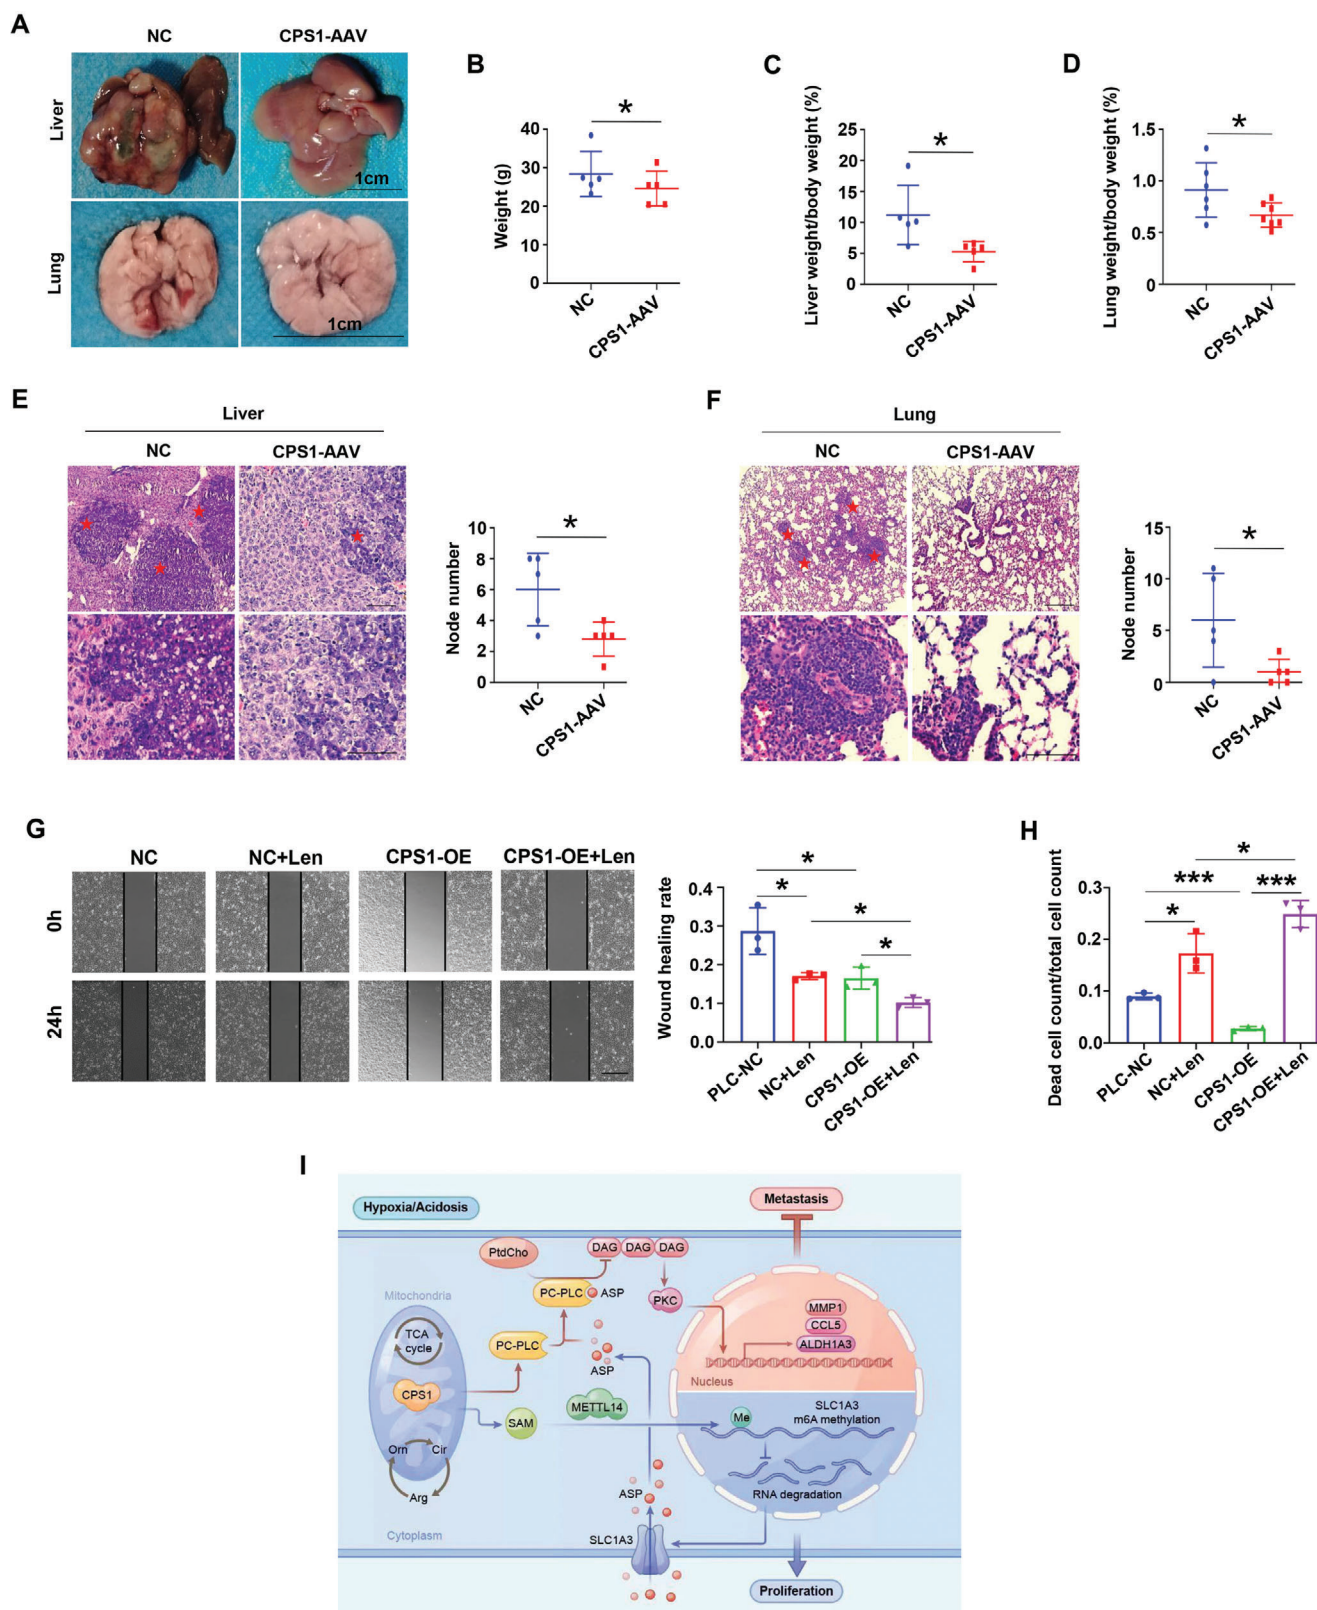 A
NC
CPS1-AAV
Liver
1cm
Lung
1cm
B
*
Weight (g)
40
30
20
10
0
NC
CPS1-AAV
C
*
Liver weight/body weight (%)
25
20
15
10
5
0
NC
CPS1-AAV
D
*
Lung weight/body weight (%)
1.5
1.0
0.5
0.0
NC
CPS1-AAV
E
Liver
NC
CPS1-AAV
*
Node number
10
8
6
4
2
0
NC
CPS1-AAV
F
Lung
NC
CPS1-AAV
*
Node number
15
10
5
0
NC
CPS1-AAV
G
NC
NC+Len
CPS1-OE
CPS1-OE+Len
0h
24h
*
*
*
*
Wound healing rate
0.4
0.3
0.2
0.1
0.0
PLC-NC
NC+Len
CPS1-OE
CPS1-OE+Len
H
*
***
***
*
Dead cell count/total cell count
0.3
0.2
0.1
0.0
PLC-NC
NC+Len
CPS1-OE
CPS1-OE+Len
I
Hypoxia/Acidosis
Metastasis
PtdCho
DAG DAG DAG
PC-PLC
ASP
PKC
Mitochondria
TCA
cycle
MMP1
CCL5
ALDH1A3
PC-PLC
ASP
Nucleus
CPS1
METTL14
SAM
Me
SLC1A3
m6A methylation
Orn
Cir
Arg
RNA degradation
ASP
SLC1A3
Cytoplasm
Proliferation